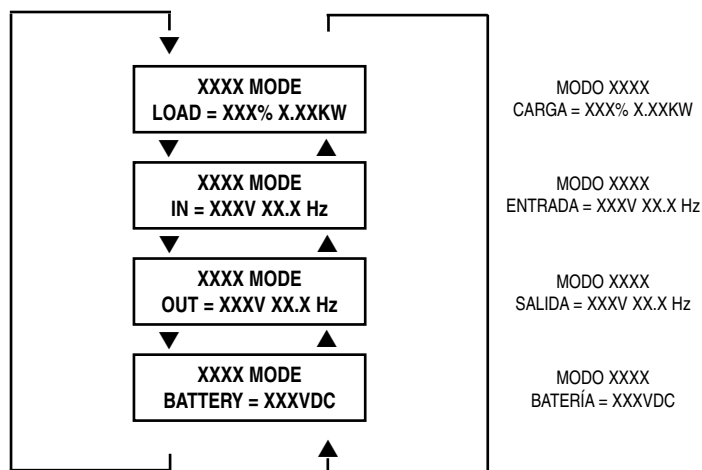 XXXX MODE
LOAD = XXX% X.XXKW
MODO XXXX
CARGA = XXX% X.XXKW
XXXX MODE
IN = XXXV XX.X Hz
MODO XXXX
ENTRADA = XXXV XX.X Hz
XXXX MODE
OUT = XXXV XX.X Hz
MODO XXXX
SALIDA = XXXV XX.X Hz
XXXX MODE
BATTERY = XXXVDC
MODO XXXX
BATERÍA = XXXVDC